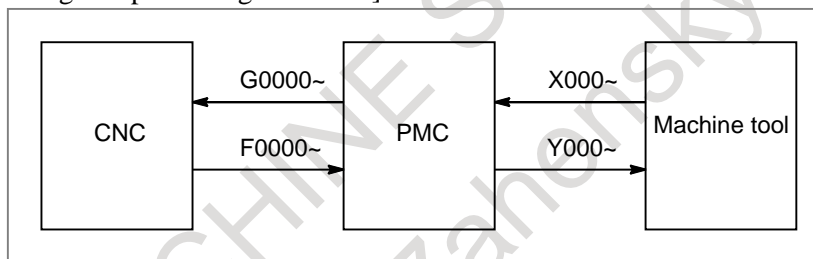 G0000~
X000~
CNC
PMC
Machine tool
F0000~
Y000~